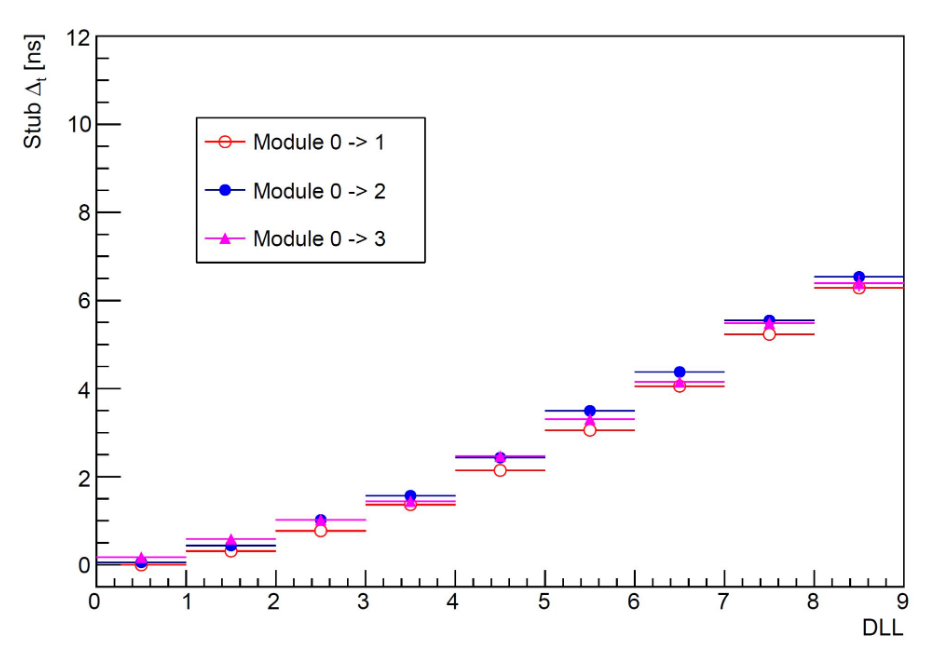 Stub Δt [ns]
12
10
8
6
4
2
0
Module 0 -> 1
Module 0 -> 2
Module 0 -> 3
0 1 2 3 4 5 6 7 8 9
DLL